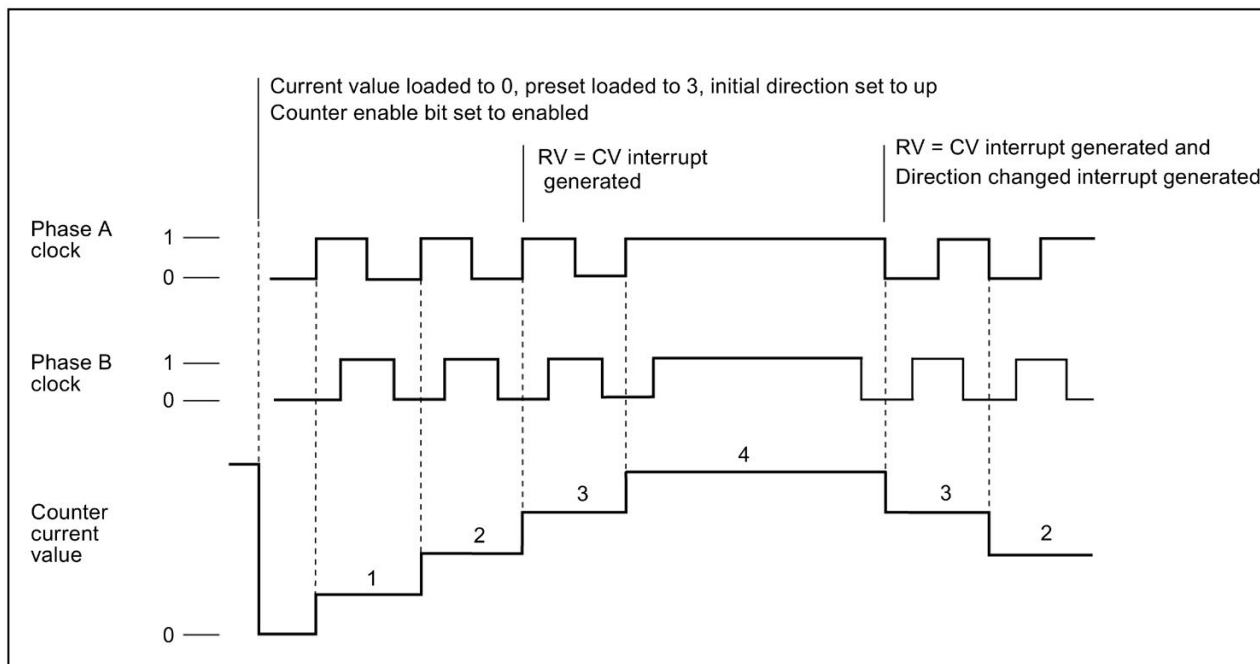 Current value loaded to 0, preset loaded to 3, initial direction set to up
Counter enable bit set to enabled
RV = CV interrupt
generated
RV = CV interrupt generated and
Direction changed interrupt generated
Phase A
clock
1
0
Phase B
clock
1
0
Counter
current
value
0
1
2
3
4
3
2